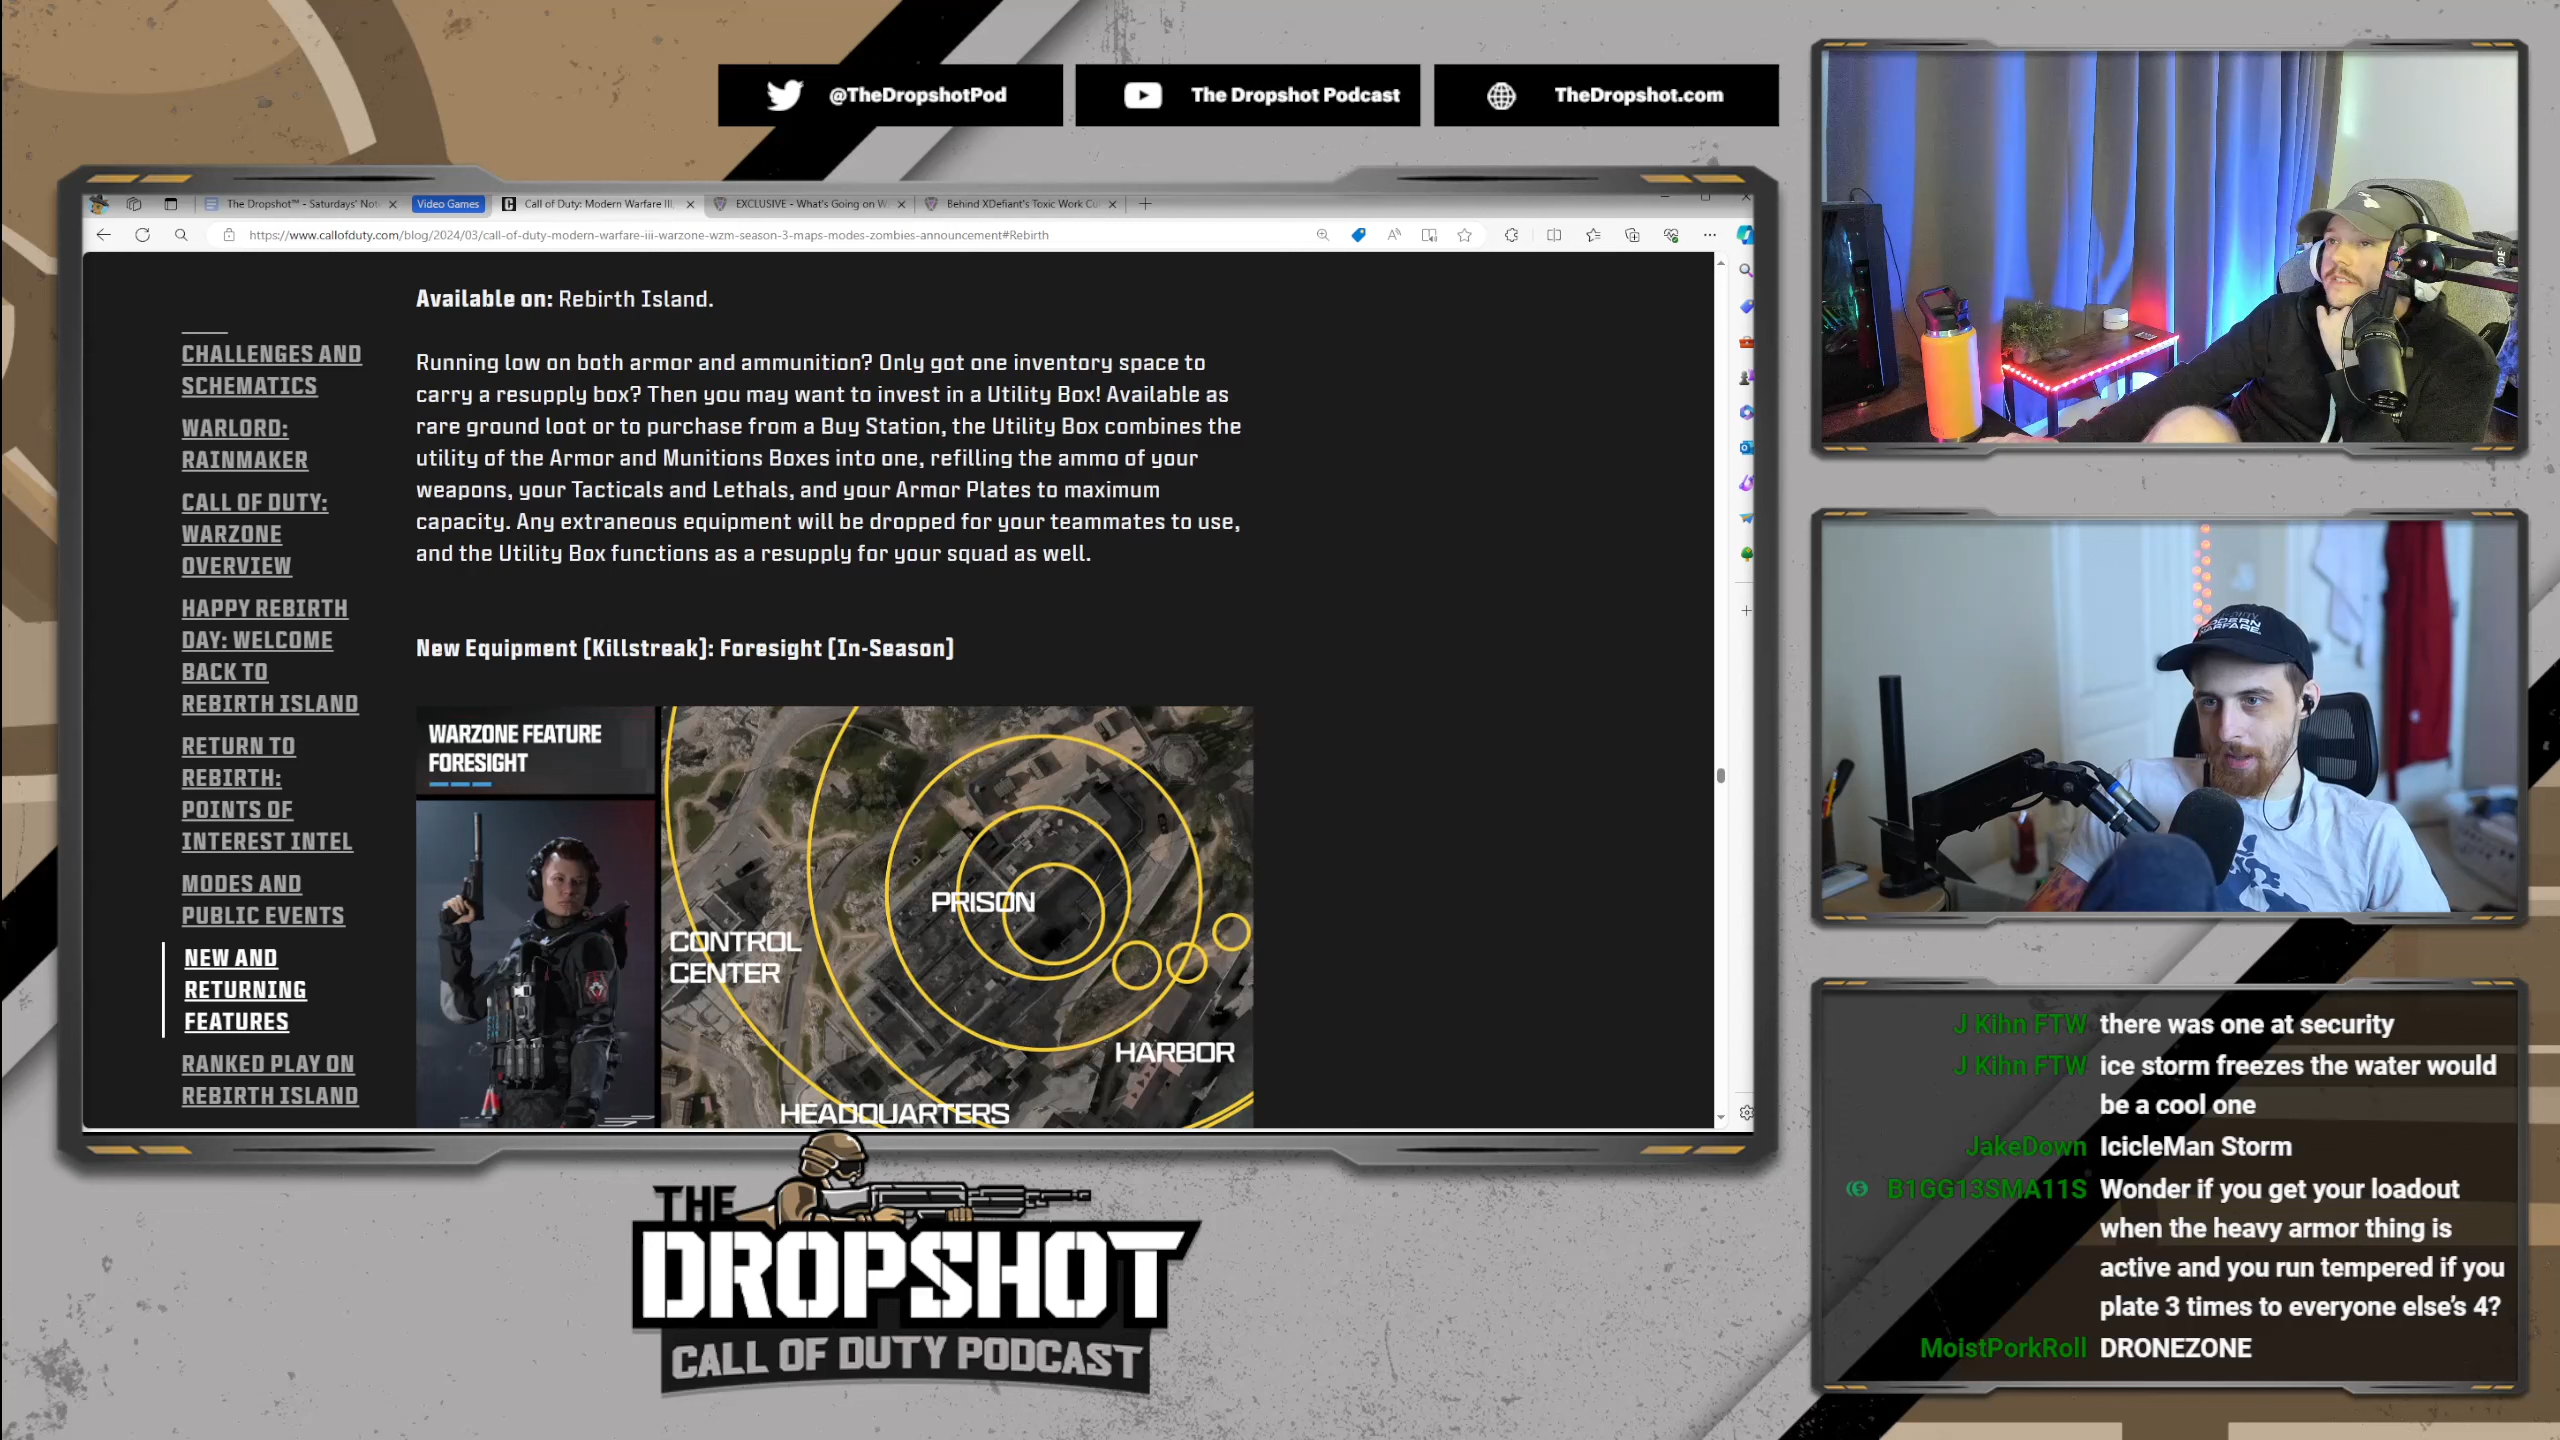 @TheDropshotPod
The Dropshot Podcast
TheDropshot.com
The Dropshot™ - Saturdays' Not
Video Games
Call of Duty: Modern Warfare III,
EXCLUSIVE - What's Going on W
Behind XDefiant's Toxic Work Cu
https://www.callofduty.com/blog/2024/03/call-of-duty-modern-warfare-iii-warzone-wzm-season-3-maps-modes-zombies-announcement#Rebirth
CHALLENGES AND
SCHEMATICS
WARLORD:
RAINMAKER
CALL OF DUTY:
WARZONE
OVERVIEW
HAPPY REBIRTH
DAY: WELCOME
BACK TO
REBIRTH ISLAND
RETURN TO
REBIRTH:
POINTS OF
INTEREST INTEL
MODES AND
PUBLIC EVENTS
NEW AND
RETURNING
FEATURES
RANKED PLAY ON
REBIRTH ISLAND
Available on: Rebirth Island.
Running low on both armor and ammunition? Only got one inventory space to
carry a resupply box? Then you may want to invest in a Utility Box! Available as
rare ground loot or to purchase from a Buy Station, the Utility Box combines the
utility of the Armor and Munitions Boxes into one, refilling the ammo of your
weapons, your Tacticals and Lethals, and your Armor Plates to maximum
capacity. Any extraneous equipment will be dropped for your teammates to use,
and the Utility Box functions as a resupply for your squad as well.
New Equipment (Killstreak): Foresight (In-Season)
WARZONE FEATURE
FORESIGHT
PRISON
CONTROL
CENTER
HARBOR
HEADQUARTERS
MODERN
WARFARE
J Kihn FTW there was one at security
J Kihn FTW ice storm freezes the water would
be a cool one
JakeDown IcicleMan Storm
B1GG13SMA11S Wonder if you get your loadout
when the heavy armor thing is
active and you run tempered if you
plate 3 times to everyone else's 4?
MoistPorkRoll DRONEZONE
THE
DROPSHOT
CALL OF DUTY PODCAST